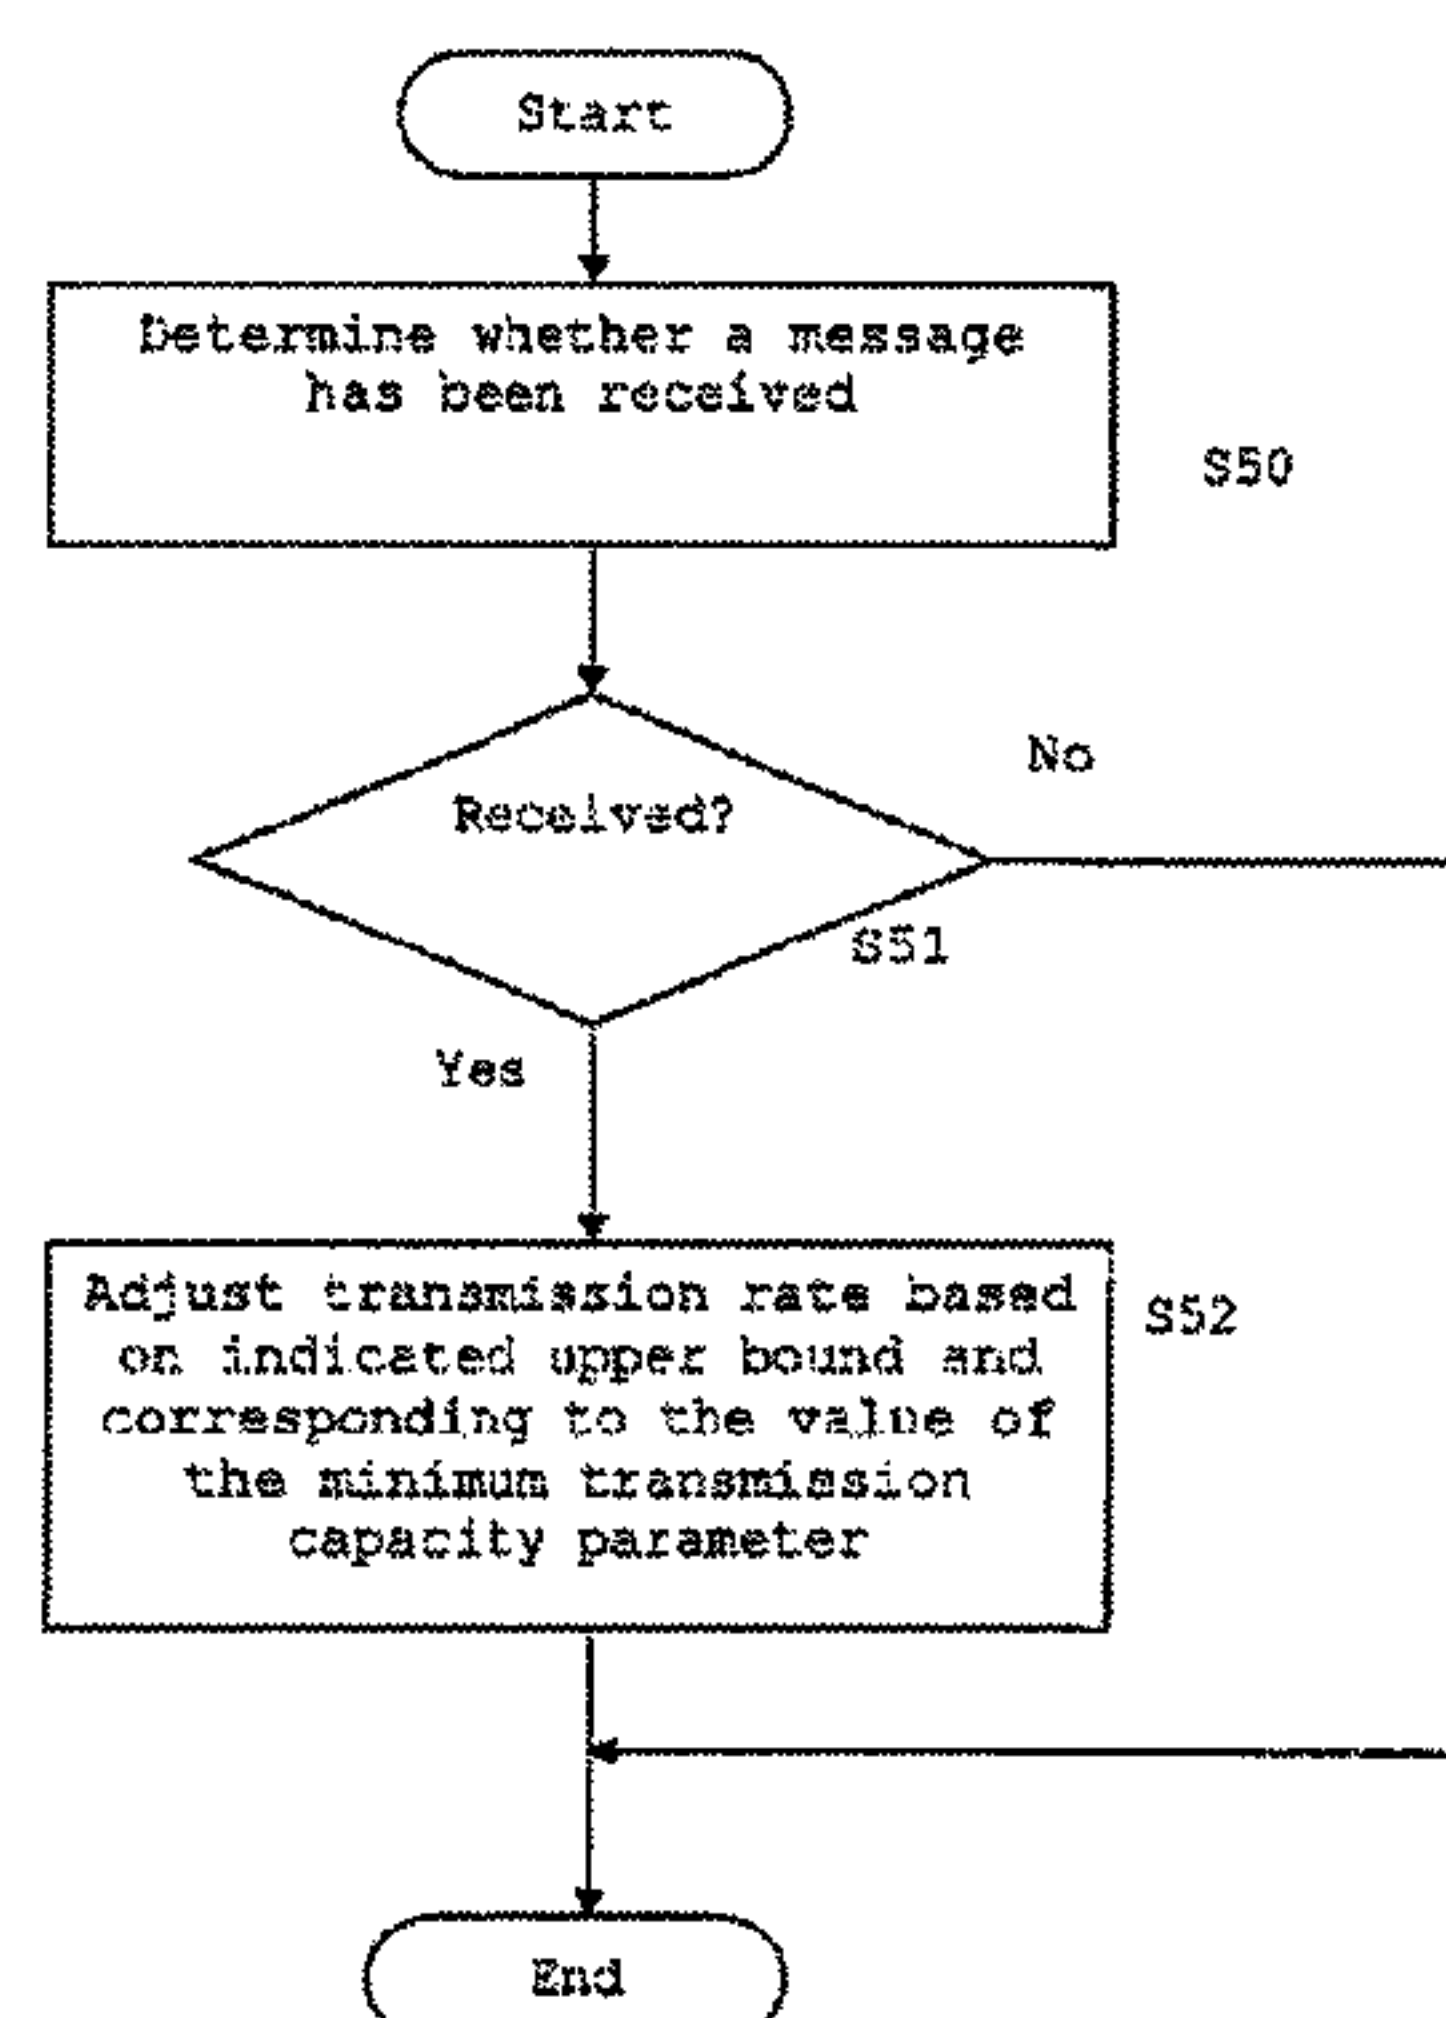 Start
Determine whether a message
has been received
S50
No
Received?
S51
Yes
Adjust transmission rate based
on indicated upper bound and
corresponding to the value of
the minimum transmission
capacity parameter
S52
End